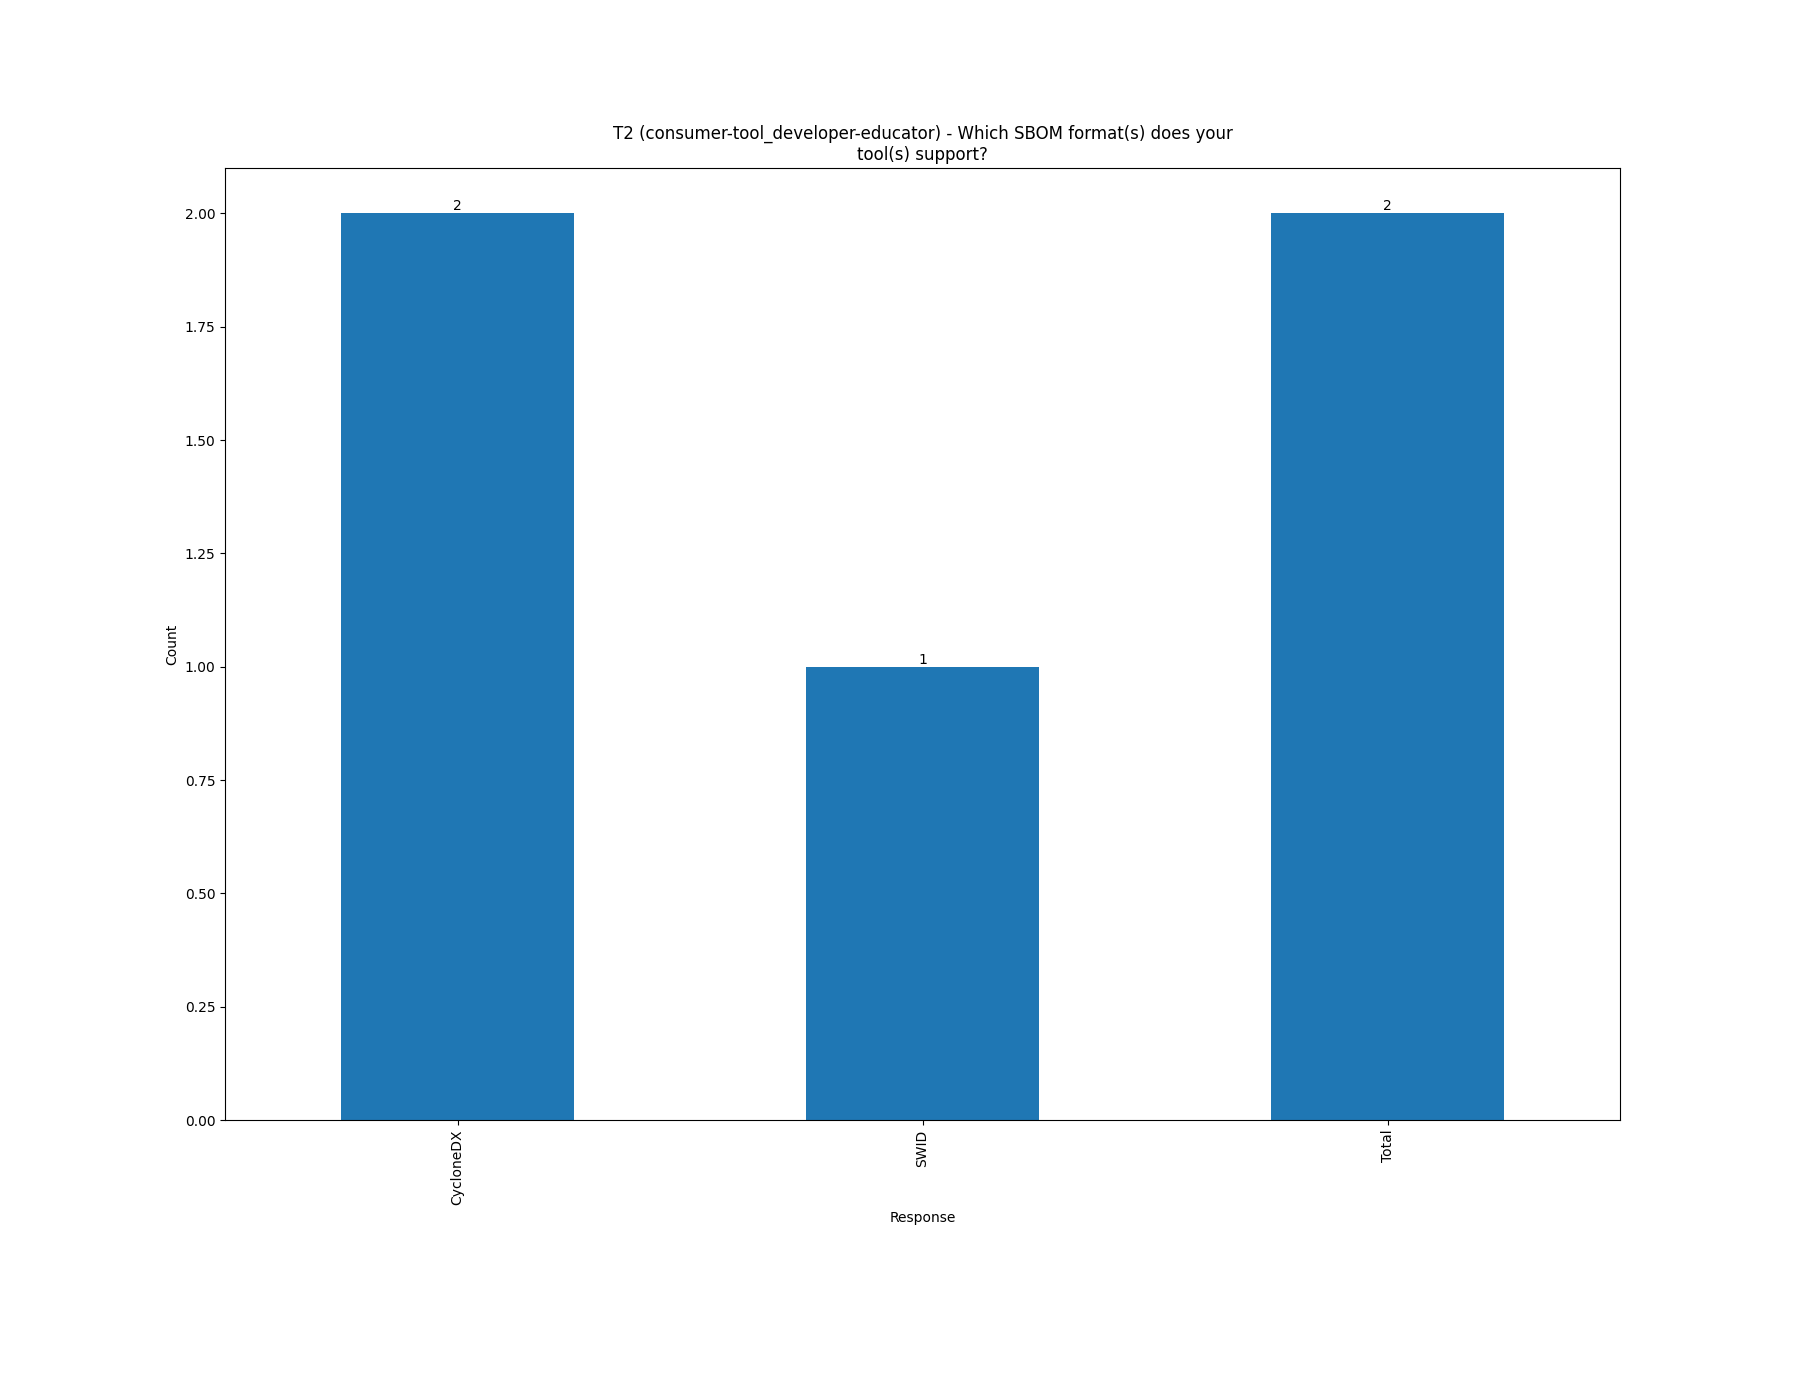 T2 (consumer-tool_developer-educator) - Which SBOM format(s) does your
tool(s) support?
2
1
2
2.00
1.75
1.50
1.25
1.00
0.75
0.50
0.25
0.00
Count
CycloneDX
SWID
Total
Response